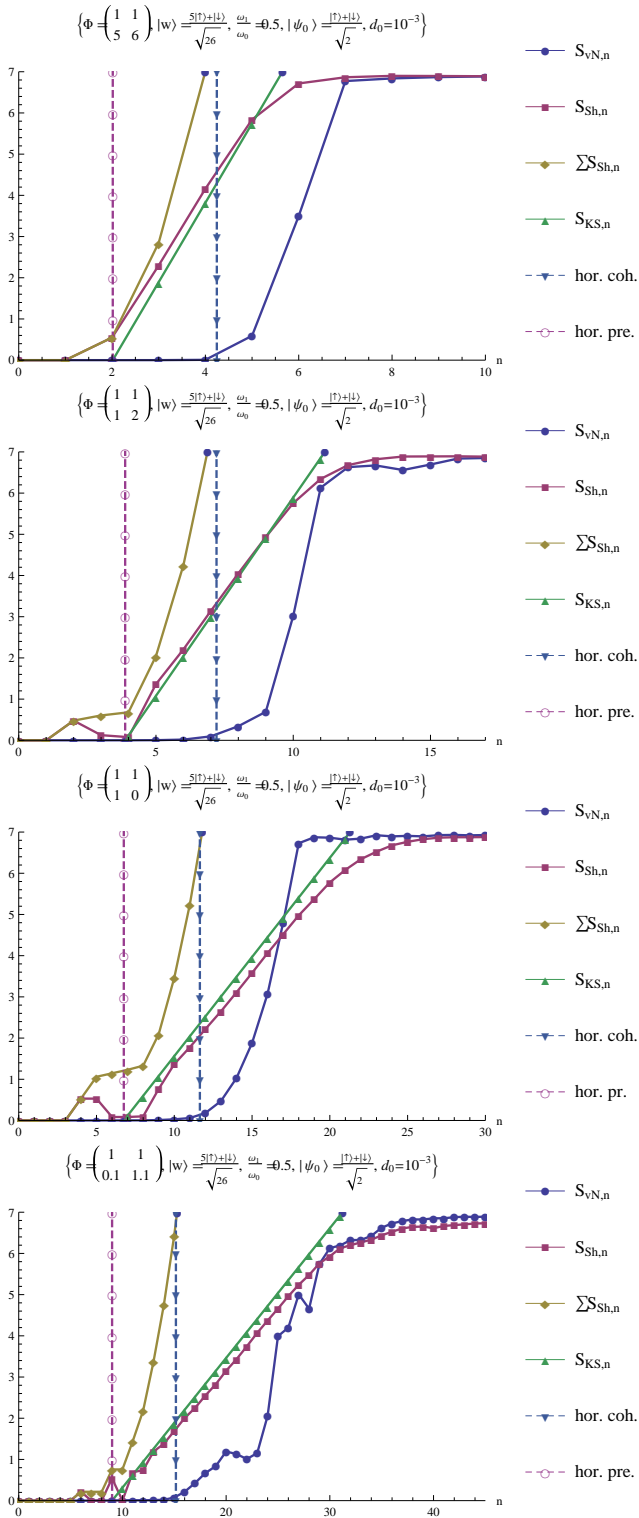 {Φ=(1 1
5 6), |w⟩=5|↑⟩+|↓⟩/√26, ω₁/ω₀=0.5, |ψ₀⟩=|↑⟩+|↓⟩/√2, d₀=10⁻³}
S_vN,n
S_Sh,n
∑S_Sh,n
S_KS,n
hor. coh.
hor. pre.
7
6
5
4
3
2
1
0
0 2 4 6 8 10 n
{Φ=(1 1
1 2), |w⟩=5|↑⟩+|↓⟩/√26, ω₁/ω₀=0.5, |ψ₀⟩=|↑⟩+|↓⟩/√2, d₀=10⁻³}
S_vN,n
S_Sh,n
∑S_Sh,n
S_KS,n
hor. coh.
hor. pre.
7
6
5
4
3
2
1
0
0 5 10 15 n
{Φ=(1 1
1 0), |w⟩=5|↑⟩+|↓⟩/√26, ω₁/ω₀=0.5, |ψ₀⟩=|↑⟩+|↓⟩/√2, d₀=10⁻³}
S_vN,n
S_Sh,n
∑S_Sh,n
S_KS,n
hor. coh.
hor. pr.
7
6
5
4
3
2
1
0
0 5 10 15 20 25 30 n
{Φ=(1 1
0.1 1.1), |w⟩=5|↑⟩+|↓⟩/√26, ω₁/ω₀=0.5, |ψ₀⟩=|↑⟩+|↓⟩/√2, d₀=10⁻³}
S_vN,n
S_Sh,n
∑S_Sh,n
S_KS,n
hor. coh.
hor. pre.
7
6
5
4
3
2
1
0
0 10 20 30 40 n